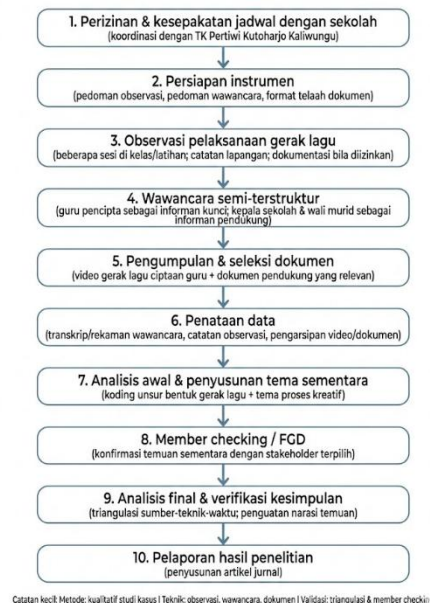 1. Perizinan & kesepakatan jadwal dengan sekolah
(koordinasi dengan TK Pertiwi Kutoharjo Kaliwungu)
2. Persiapan instrumen
(pedoman observasi, pedoman wawancara, format telaah dokumen)
3. Observasi pelaksanaan gerak lagu
(beberapa sesi di kelas/latihan; catatan lapangan; dokumentasi bila diizinkan)
4. Wawancara semi-terstruktur
(guru pencipta sebagai informan kunci; kepala sekolah & wali murid sebagai
informan pendukung)
5. Pengumpulan & seleksi dokumen
(video gerak lagu ciptaan guru + dokumen pendukung yang relevan)
6. Penataan data
(transkrip/rekaman wawancara, catatan observasi, pengarsipan video/dokumen)
7. Analisis awal & penyusunan tema sementara
(koding unsur bentuk gerak lagu + tema proses kreatif)
8. Member checking / FGD
(konfirmasi temuan sementara dengan stakeholder terpilih)
9. Analisis final & verifikasi kesimpulan
(triangulasi sumber-teknik-waktu; penguatan narasi temuan)
10. Pelaporan hasil penelitian
(penyusunan artikel jurnal)
Catatan kecil: Metode: kualitatif studi kasus | Teknik: observasi, wawancara, dokumen | Validasi: triangulasi & member checkin